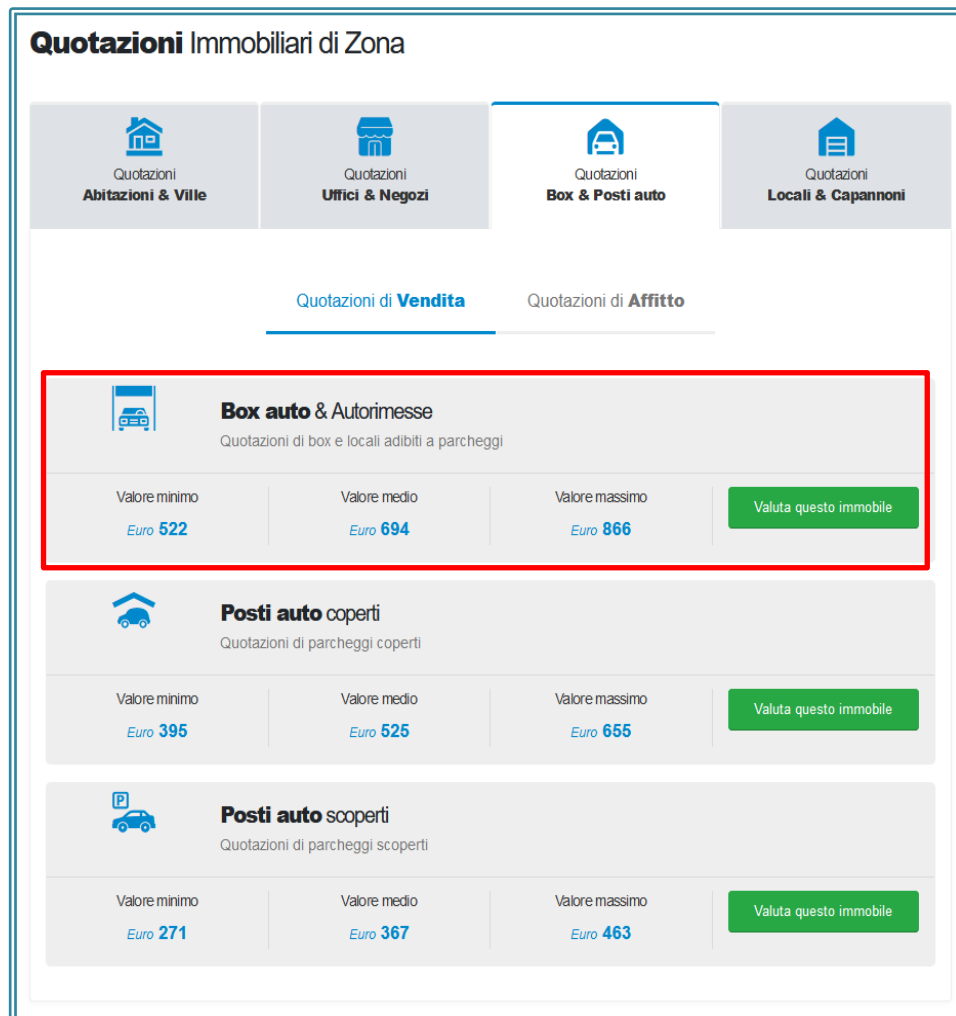 Quotazioni Immobiliari di Zona
Quotazioni
Abitazioni & Ville
Quotazioni
Uffici & Negozi
Quotazioni
Box & Posti auto
Quotazioni
Locali & Capannoni
Quotazioni di Vendita
Quotazioni di Affitto
Box auto & Autorimesse
Quotazioni di box e locali adibiti a parcheggi
Valore minimo
Valore medio
Valore massimo
Valuta questo immobile
Euro 522
Euro 694
Euro 866
Posti auto coperti
Quotazioni di parcheggi coperti
Valore minimo
Valore medio
Valore massimo
Valuta questo immobile
Euro 395
Euro 525
Euro 655
P
Posti auto scoperti
Quotazioni di parcheggi scoperti
Valore minimo
Valore medio
Valore massimo
Valuta questo immobile
Euro 271
Euro 367
Euro 463